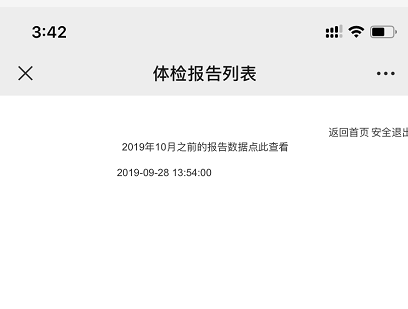 3:42
体检报告列表
返回首页 安全退出
2019年10月之前的报告数据点此查看
2019-09-28 13:54:00